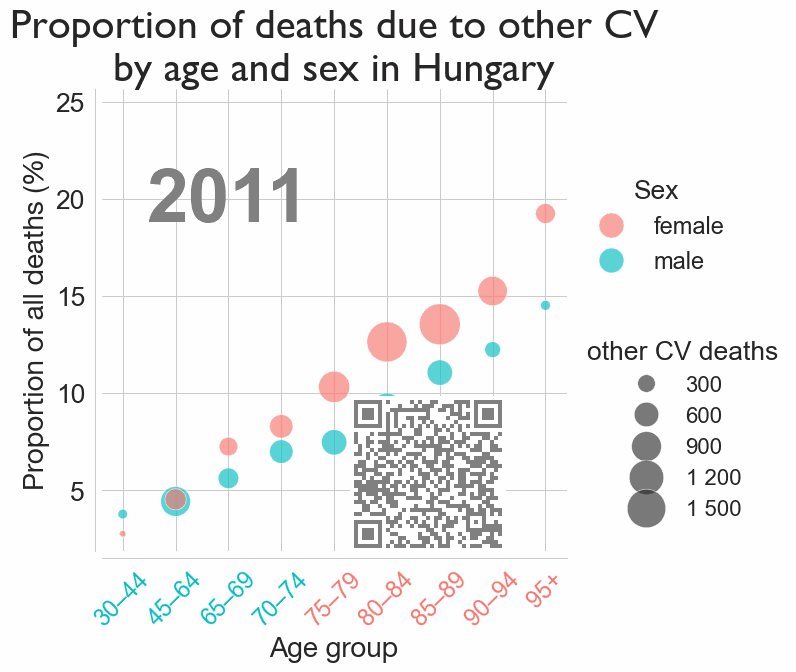 Proportion of deaths due to other CV
by age and sex in Hungary
25
20
15
10
5
Proportion of all deaths (%)
2011
30–44
45–64
65–69
70–74
75–79
80–84
85–89
90–94
95+
Age group
Sex
female
male
other CV deaths
300
600
900
1 200
1 500